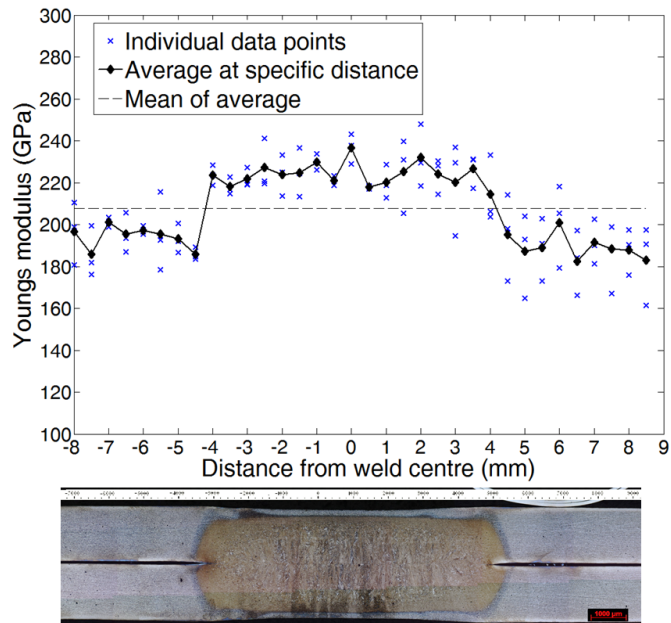 300
280
260
240
220
200
180
160
140
120
100
Youngs modulus (GPa)
Individual data points
Average at specific distance
Mean of average
-8 -7 -6 -5 -4 -3 -2 -1 0 1 2 3 4 5 6 7 8 9
Distance from weld centre (mm)
1000 µm